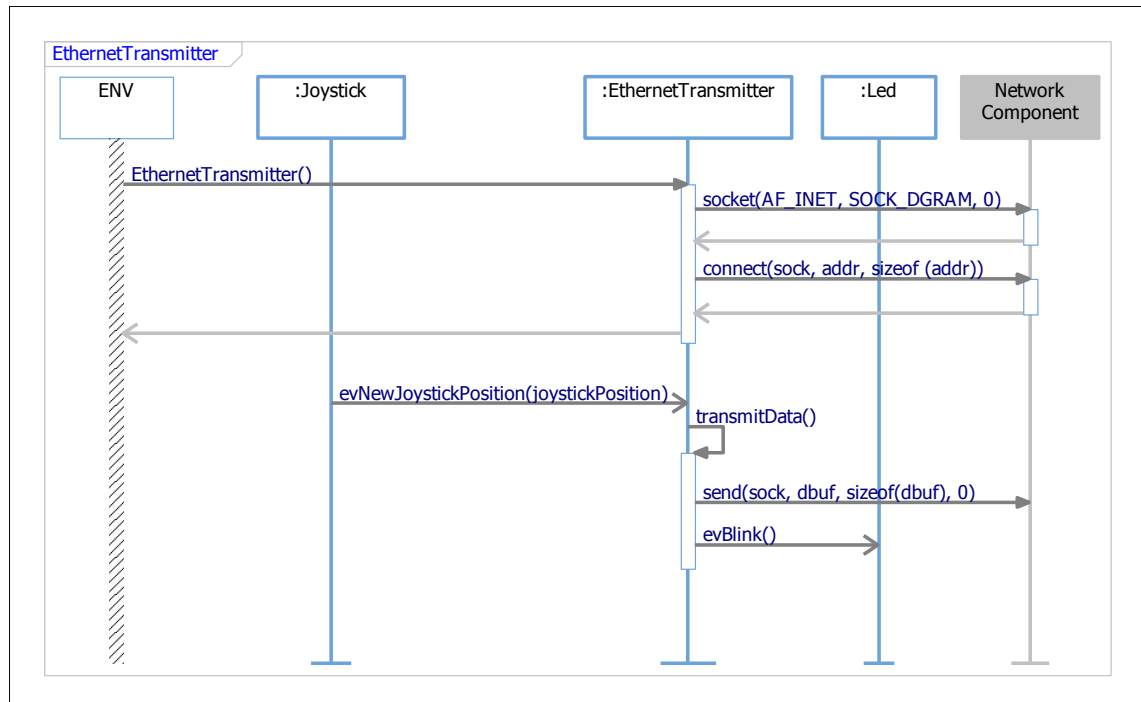 EthernetTransmitter
ENV
:Joystick
:EthernetTransmitter
:Led
Network
Component
EthernetTransmitter()
socket(AF_INET, SOCK_DGRAM, 0)
connect(sock, addr, sizeof (addr))
evNewJoystickPosition(joystickPosition)
transmitData()
send(sock, dbuf, sizeof(dbuf), 0)
evBlink()